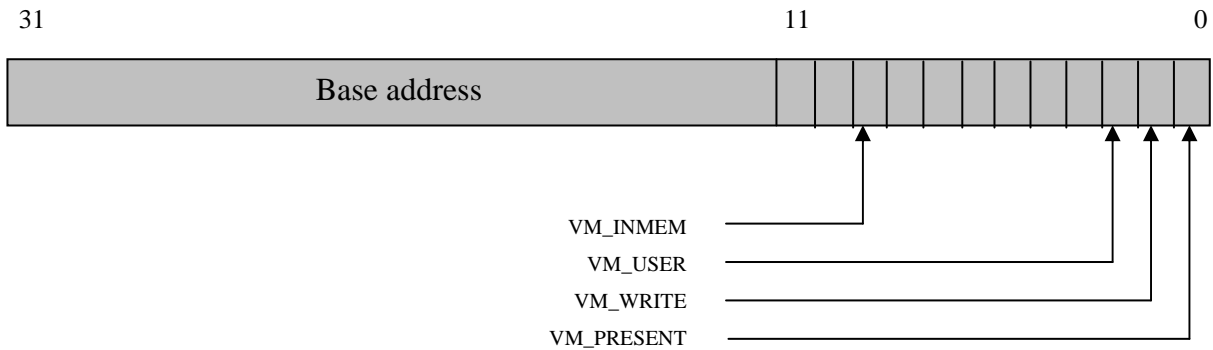 31 11 0
Base address
VM_INMEM
VM_USER
VM_WRITE
VM_PRESENT